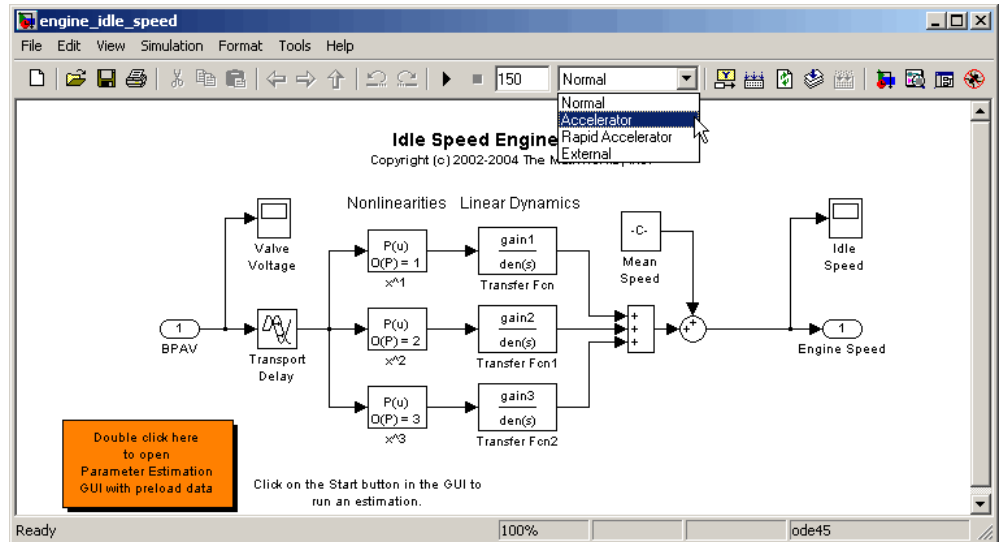 engine_idle_speed
File Edit View Simulation Format Tools Help
150 Normal
Normal
Accelerator
Rapid Accelerator
External
Idle Speed Engine
Copyright (c) 2002-2004 The
Nonlinearities Linear Dynamics
Valve
Voltage
P(u)
O(P) = 1
x^1
gain1
den(s)
Transfer Fcn
-C-
Mean
Speed
Idle
Speed
1
BPAV
Transport
Delay
P(u)
O(P) = 2
x^2
gain2
den(s)
Transfer Fcn1
+
+
+
+
+
1
Engine Speed
P(u)
O(P) = 3
x^3
gain3
den(s)
Transfer Fcn2
Double click here
to open
Parameter Estimation
GUI with preload data
Click on the Start button in the GUI to
run an estimation.
Ready 100% ode45